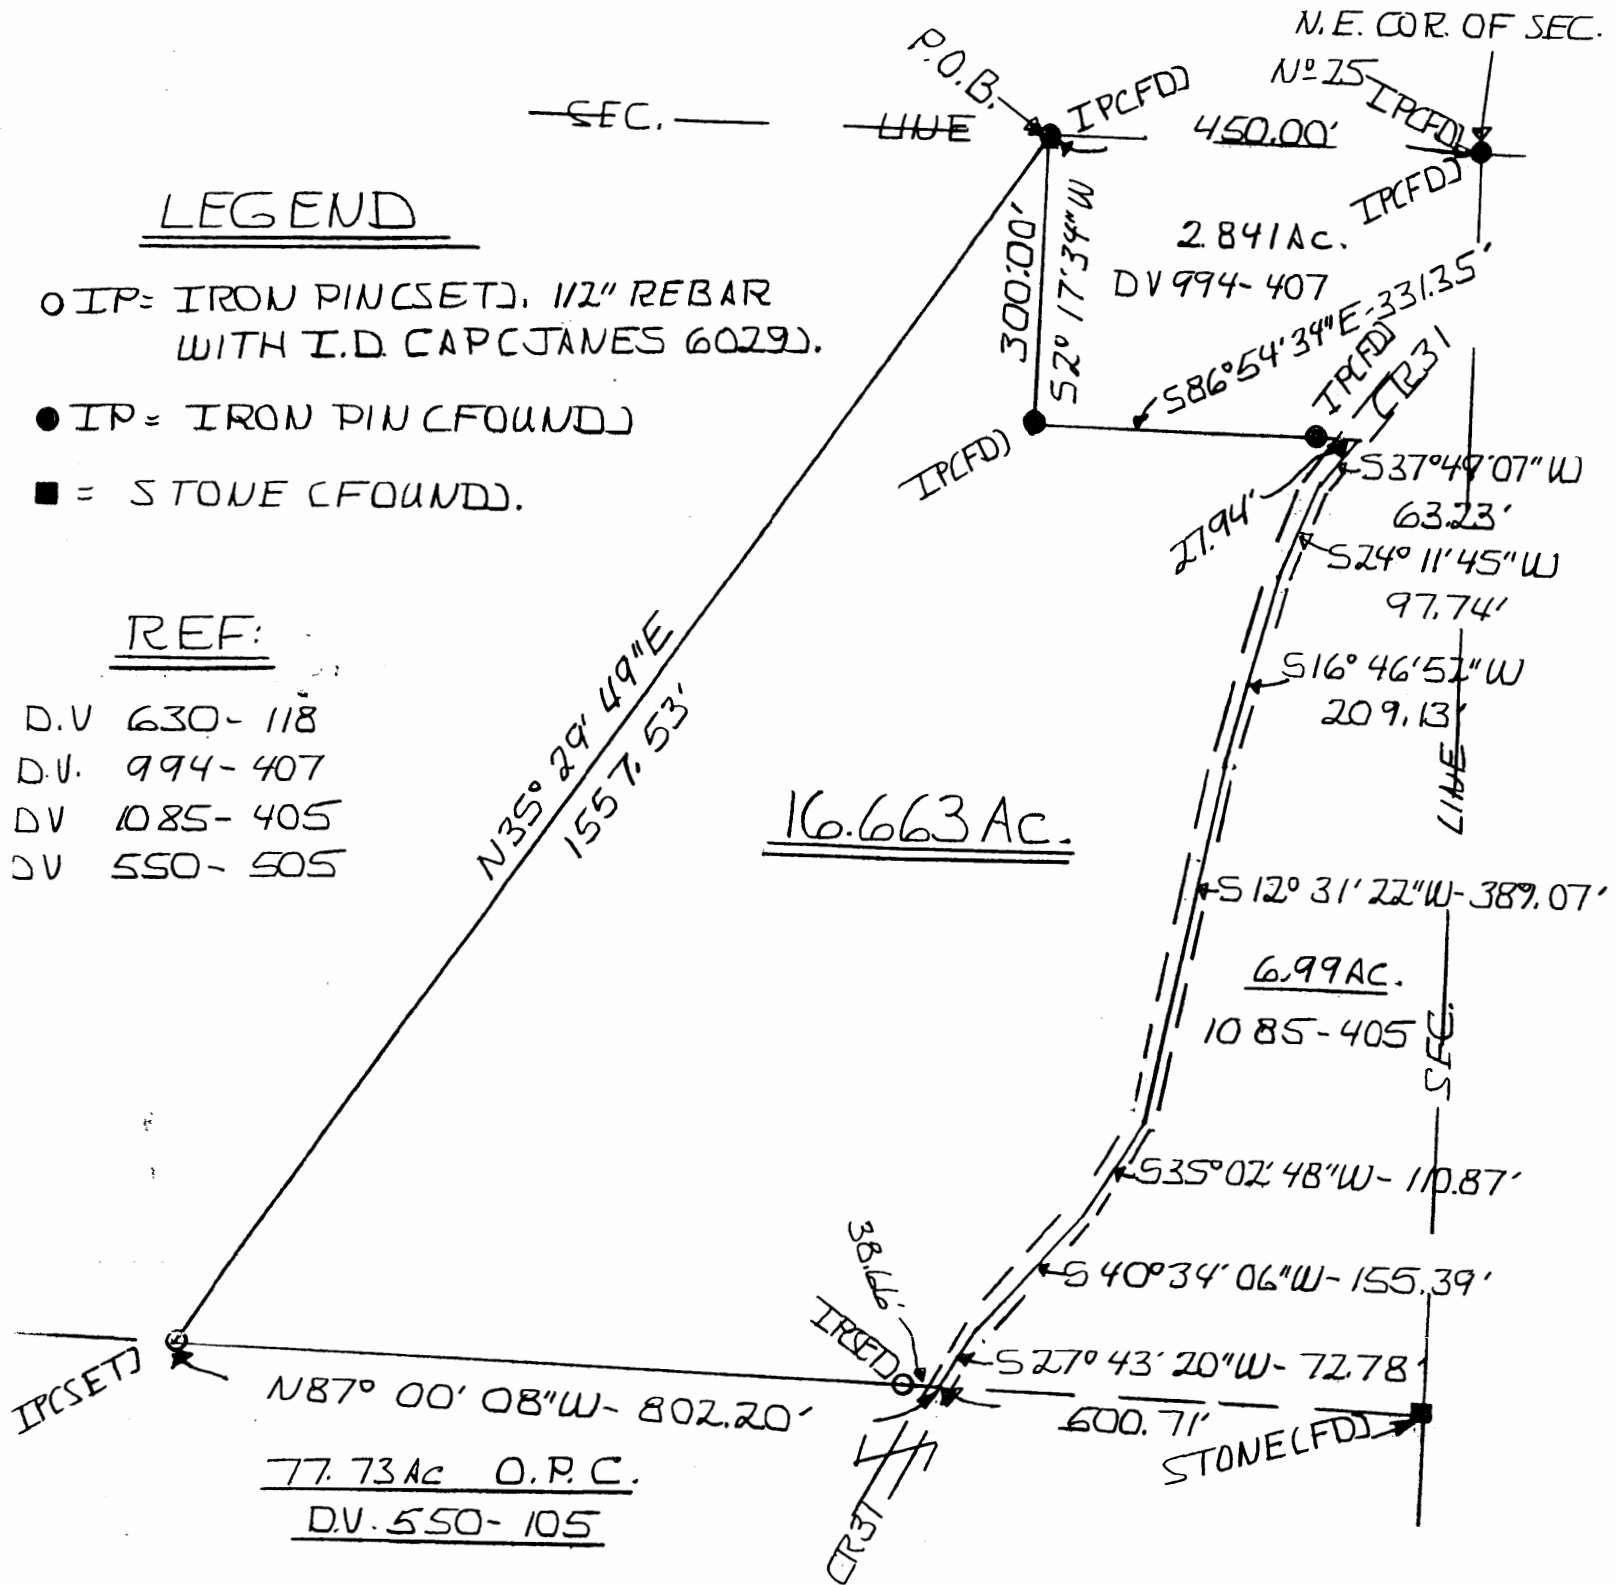 N.E. COR. OF SEC.
Nº 25
P.O.B.
IP(FD)
IP(FD)
SEC. LINE
450.00'
IP(FD)
LEGEND
2.841 AC.
DV 994-407
300.00'
S2° 17' 34" W
O IP= IRON PIN (SET). 1/2" REBAR
WITH I.D. CAP (JANES 6029).
S86°54'34"E-331.35'
IP(FD)
CR31
● IP = IRON PIN (FOUND)
IP(FD)
■ = STONE (FOUND).
S37°49'07"W
63.23'
27.94'
S24° 11'45"W
97.74'
REF:
N35° 29' 49"E
1557.53'
S16° 46'52"W
209.13'
D.V 630-118
D.V. 994-407
DV 1085-405
DV 550-505
LINE
16.663 AC.
S12° 31' 22"W-389.07'
6.99 AC.
1085-405
SEC.
S35°02'48"W-110.87'
38.66'
S40°34'06"W-155.39'
IP(SET)
IP(SET)
S27°43'20"W-72.78'
N87° 00' 08"W-802.20'
600.71'
STONE (FD)
77.73 AC O.P.C.
D.V. 550-105
CR31